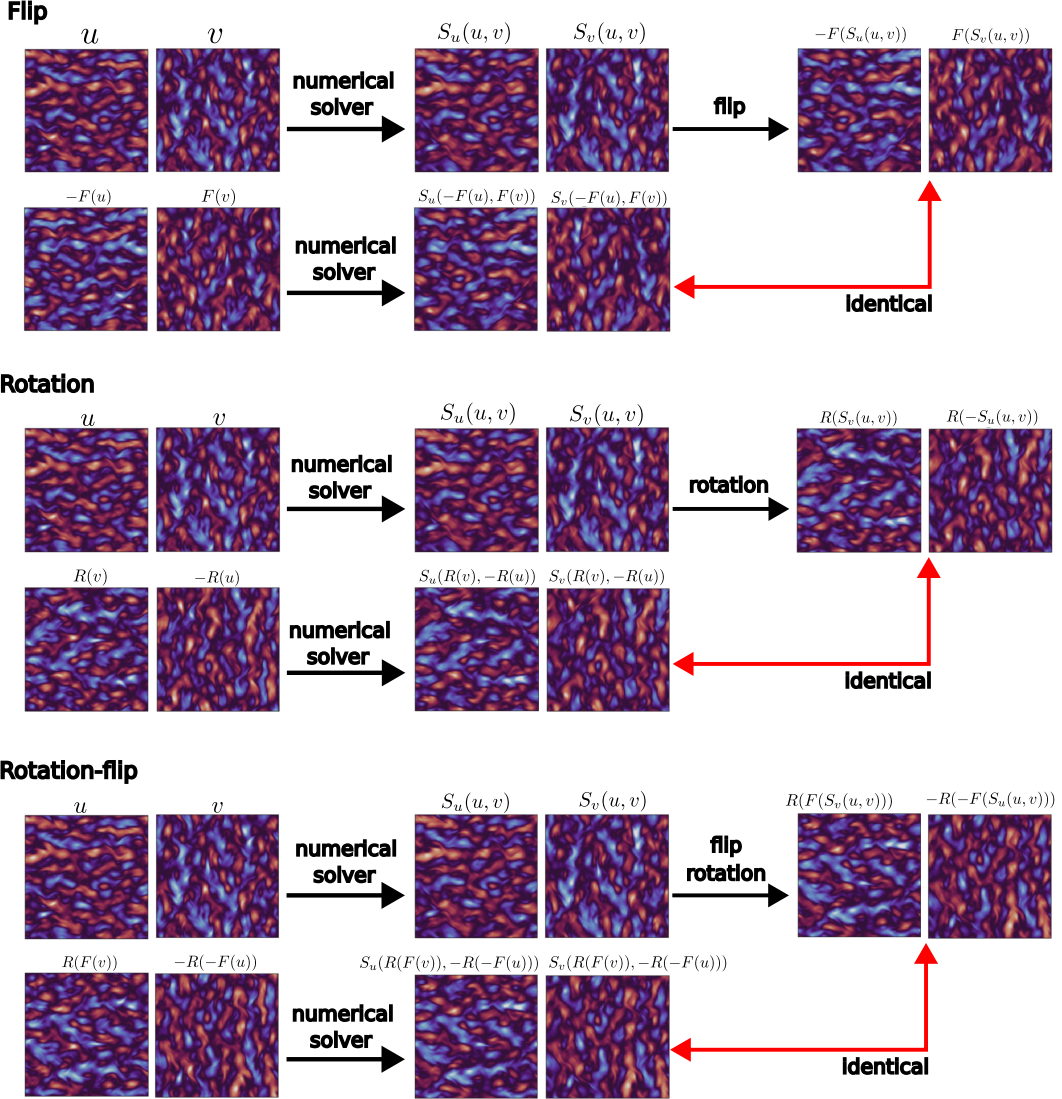 Flip
u v S_u(u, v) S_v(u, v) −F(S_u(u, v)) F(S_v(u, v))
numerical
solver
flip
−F(u) F(v) S_u(−F(u), F(v)) S_v(−F(u), F(v))
numerical
solver
identical
Rotation
u v S_u(u, v) S_v(u, v) R(S_v(u, v)) R(−S_u(u, v))
numerical
solver
rotation
R(v) −R(u) S_u(R(v), −R(u)) S_v(R(v), −R(u))
numerical
solver
identical
Rotation-flip
u v S_u(u, v) S_v(u, v) R(F(S_v(u, v))) −R(−F(S_u(u, v)))
numerical
solver
flip
rotation
R(F(v)) −R(−F(u)) S_u(R(F(v)), −R(−F(u))) S_v(R(F(v)), −R(−F(u)))
numerical
solver
identical